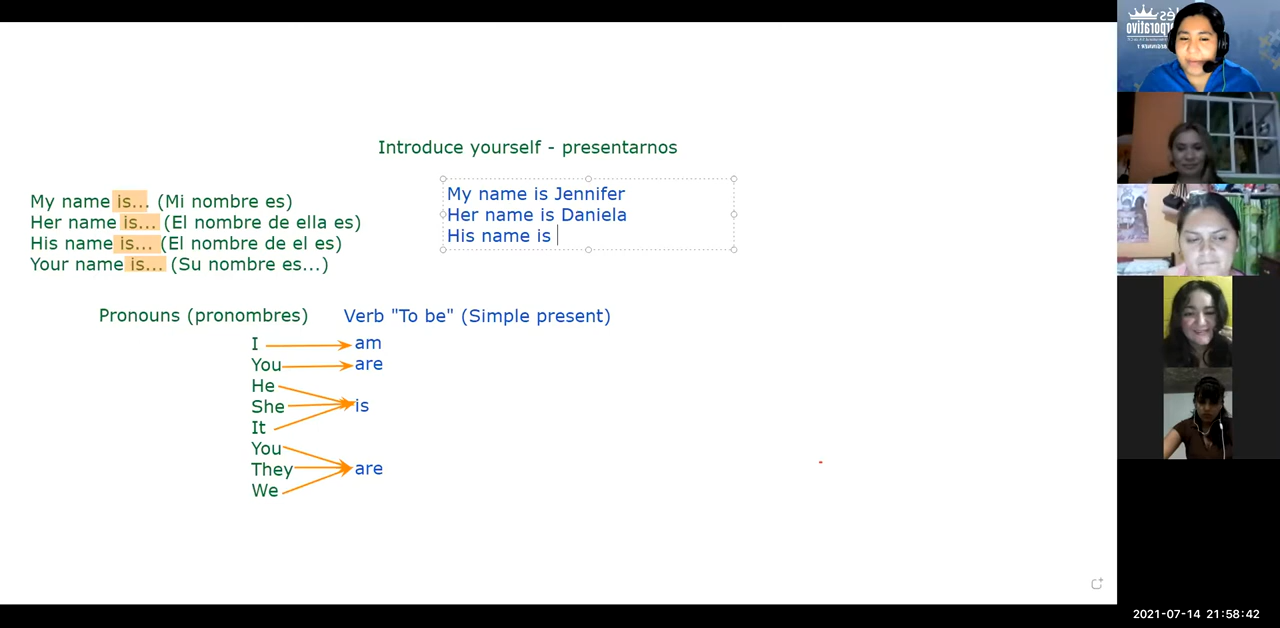 Introduce yourself - presentarnos
My name is... (Mi nombre es)
Her name is... (El nombre de ella es)
His name is... (El nombre de el es)
Your name is... (Su nombre es...)
My name is Jennifer
Her name is Daniela
His name is
Pronouns (pronombres)
Verb "To be" (Simple present)
I am
You are
He
She is
It
You
They are
We
2021-07-14 21:58:42